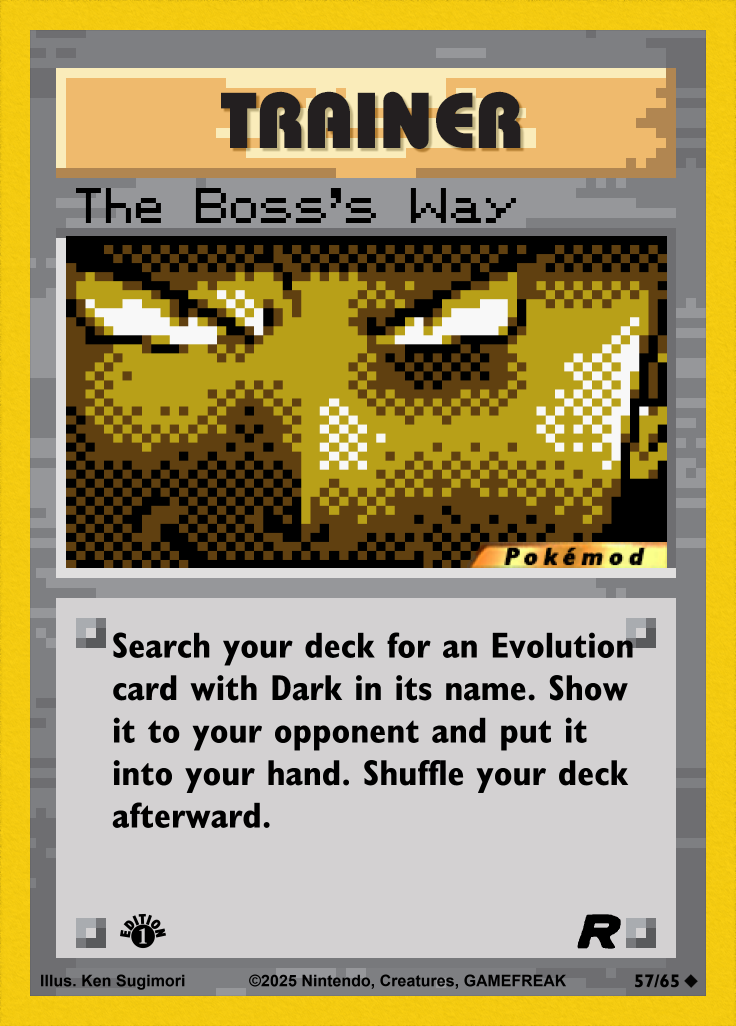 TRAINER
The Boss's Way
Pokémod
Search your deck for an Evolution
card with Dark in its name. Show
it to your opponent and put it
into your hand. Shuffle your deck
afterward.
EDITION
1
R
Illus. Ken Sugimori ©2025 Nintendo, Creatures, GAMEFREAK 57/65 ◆